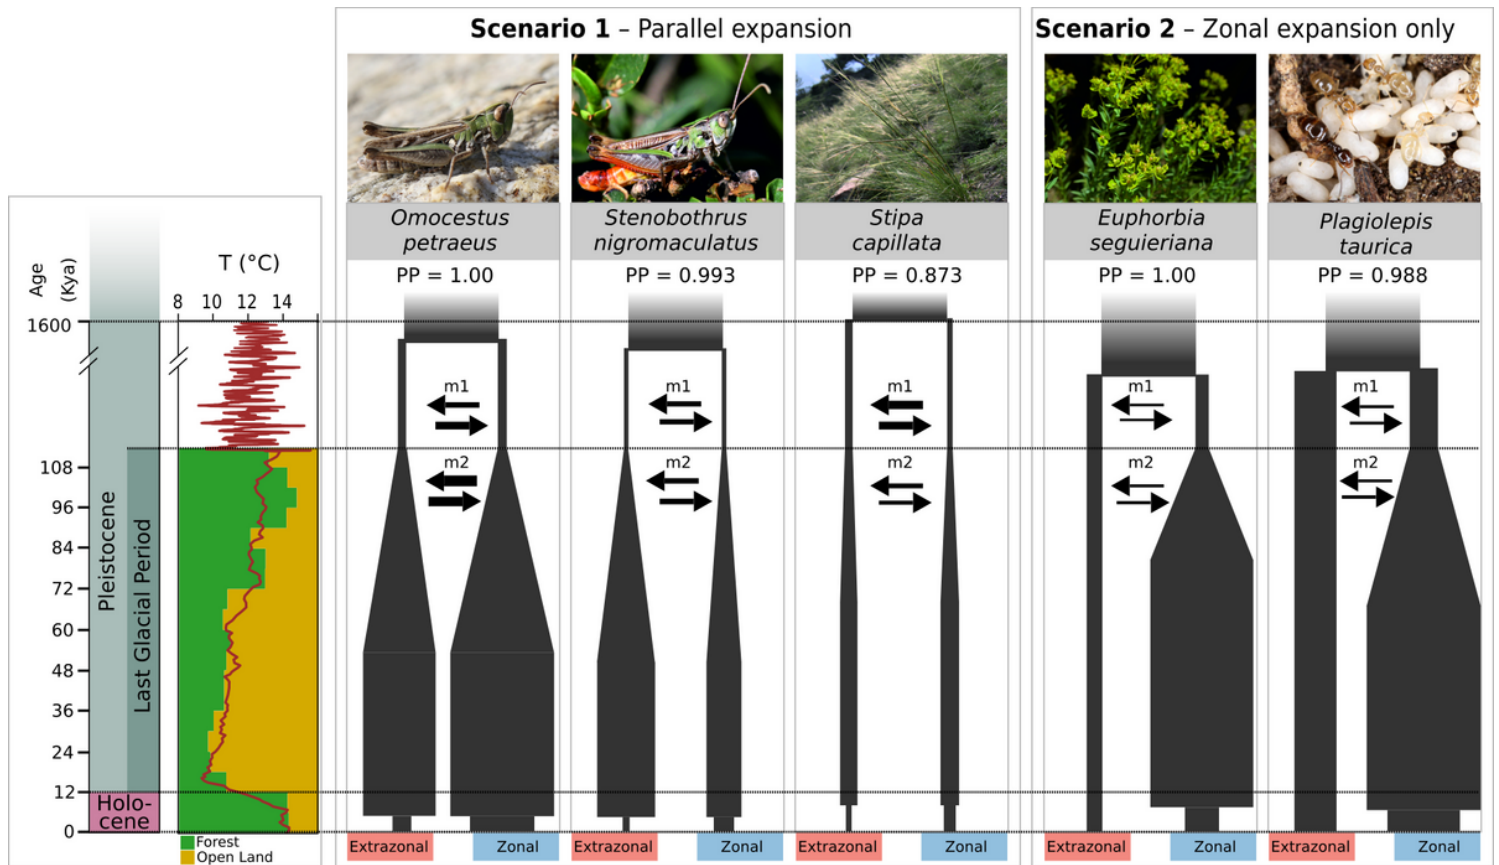 Scenario 1 – Parallel expansion
Scenario 2 – Zonal expansion only
Omocestus
petraeus
Stenobothrus
nigromaculatus
Stipa
capillata
Euphorbia
seguieriana
Plagiolepis
taurica
PP = 1.00
PP = 0.993
PP = 0.873
PP = 1.00
PP = 0.988
Age
(Kya)
T (°C)
8 10 12 14
1600
108
96
84
72
60
48
36
24
12
0
Pleistocene
Last Glacial Period
Holo-
cene
Forest
Open Land
m1
m2
m1
m2
m1
m2
m1
m2
m1
m2
Extrazonal
Zonal
Extrazonal
Zonal
Extrazonal
Zonal
Extrazonal
Zonal
Extrazonal
Zonal